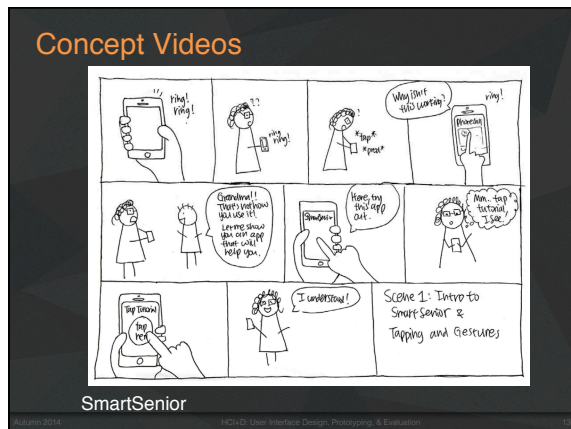 Concept Videos
ring!
ring!
??
ring
ring!
?
*tap*
*press*
Why isn't
this working?
ring!
Grandma!!
That's not how
you use it!
Let me show
you an app
that will
help you.
SmartSenior
Here, try
this app
out.
Mm.. tap
tutorial,
I see.
Tap Tutorial
tap
here
I understand!
Scene 1: Intro to
SmartSenior &
Tapping and Gestures
SmartSenior
Autumn 2014
HCI+D: User Interface Design, Prototyping, & Evaluation
13